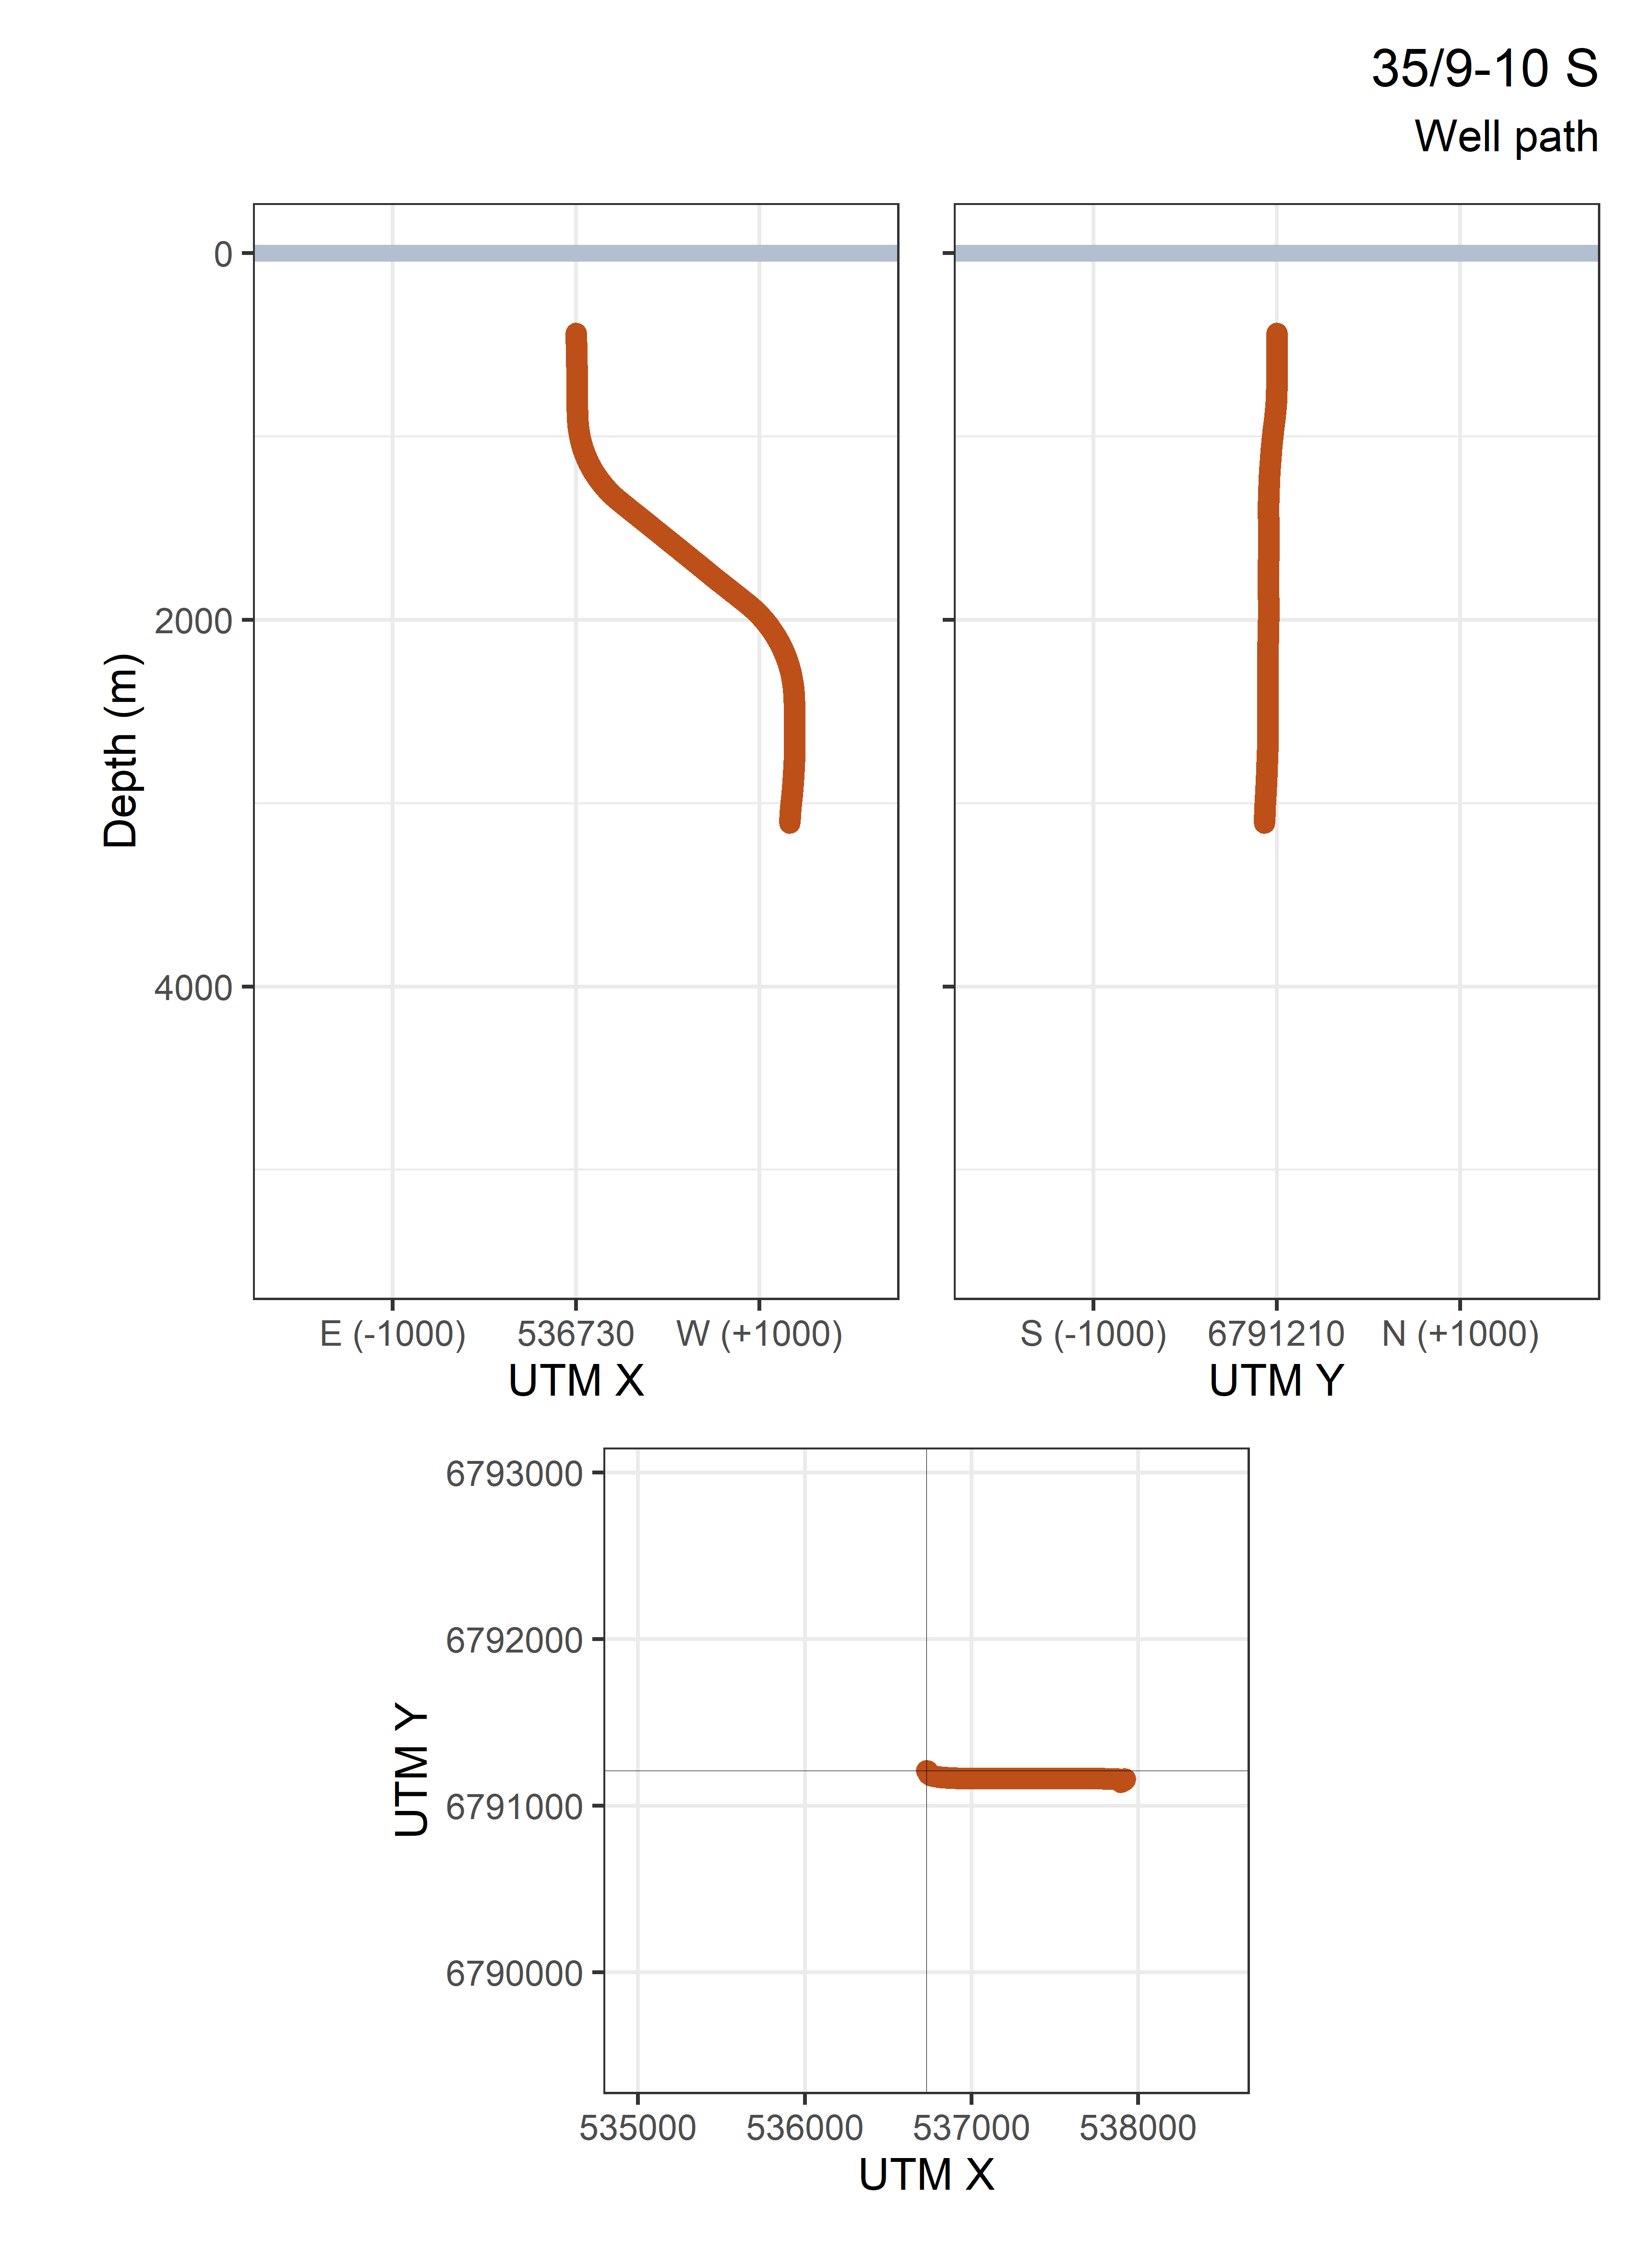 35/9-10 S
Well path
0
2000
4000
Depth (m)
E (-1000) 536730 W (+1000)
UTM X
S (-1000) 6791210 N (+1000)
UTM Y
6793000
6792000
6791000
6790000
UTM Y
535000 536000 537000 538000
UTM X